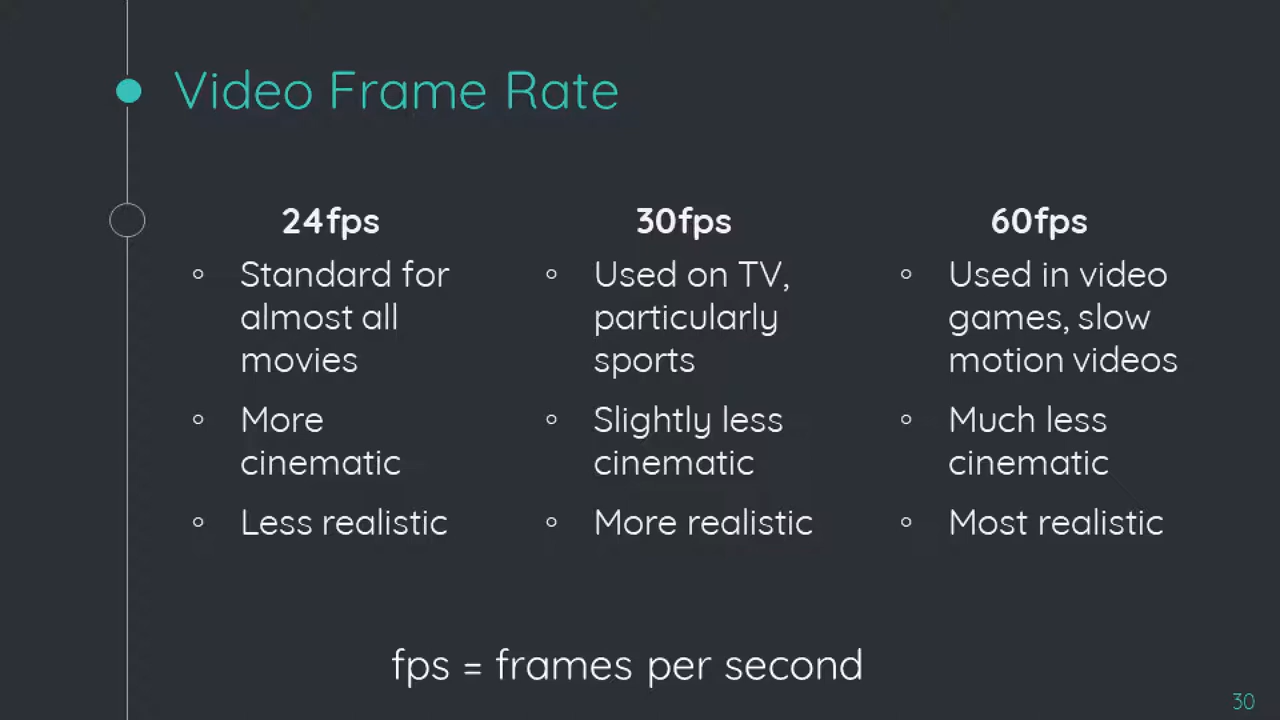 Video Frame Rate
24fps
Standard for
almost all
movies
More
cinematic
Less realistic
30fps
Used on TV,
particularly
sports
Slightly less
cinematic
More realistic
60fps
Used in video
games, slow
motion videos
Much less
cinematic
Most realistic
fps = frames per second
30